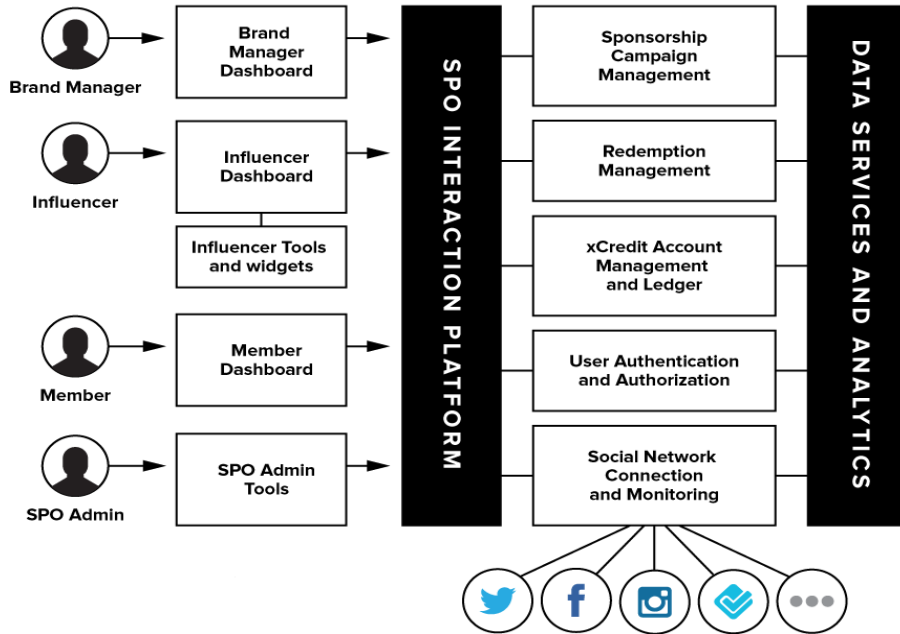 Brand Manager
Brand
Manager
Dashboard
Influencer
Influencer
Dashboard
Influencer Tools
and widgets
Member
Member
Dashboard
SPO Admin
SPO Admin
Tools
SPO INTERACTION PLATFORM
Sponsorship
Campaign
Management
Redemption
Management
xCredit Account
Management
and Ledger
User Authentication
and Authorization
Social Network
Connection
and Monitoring
DATA SERVICES AND ANALYTICS